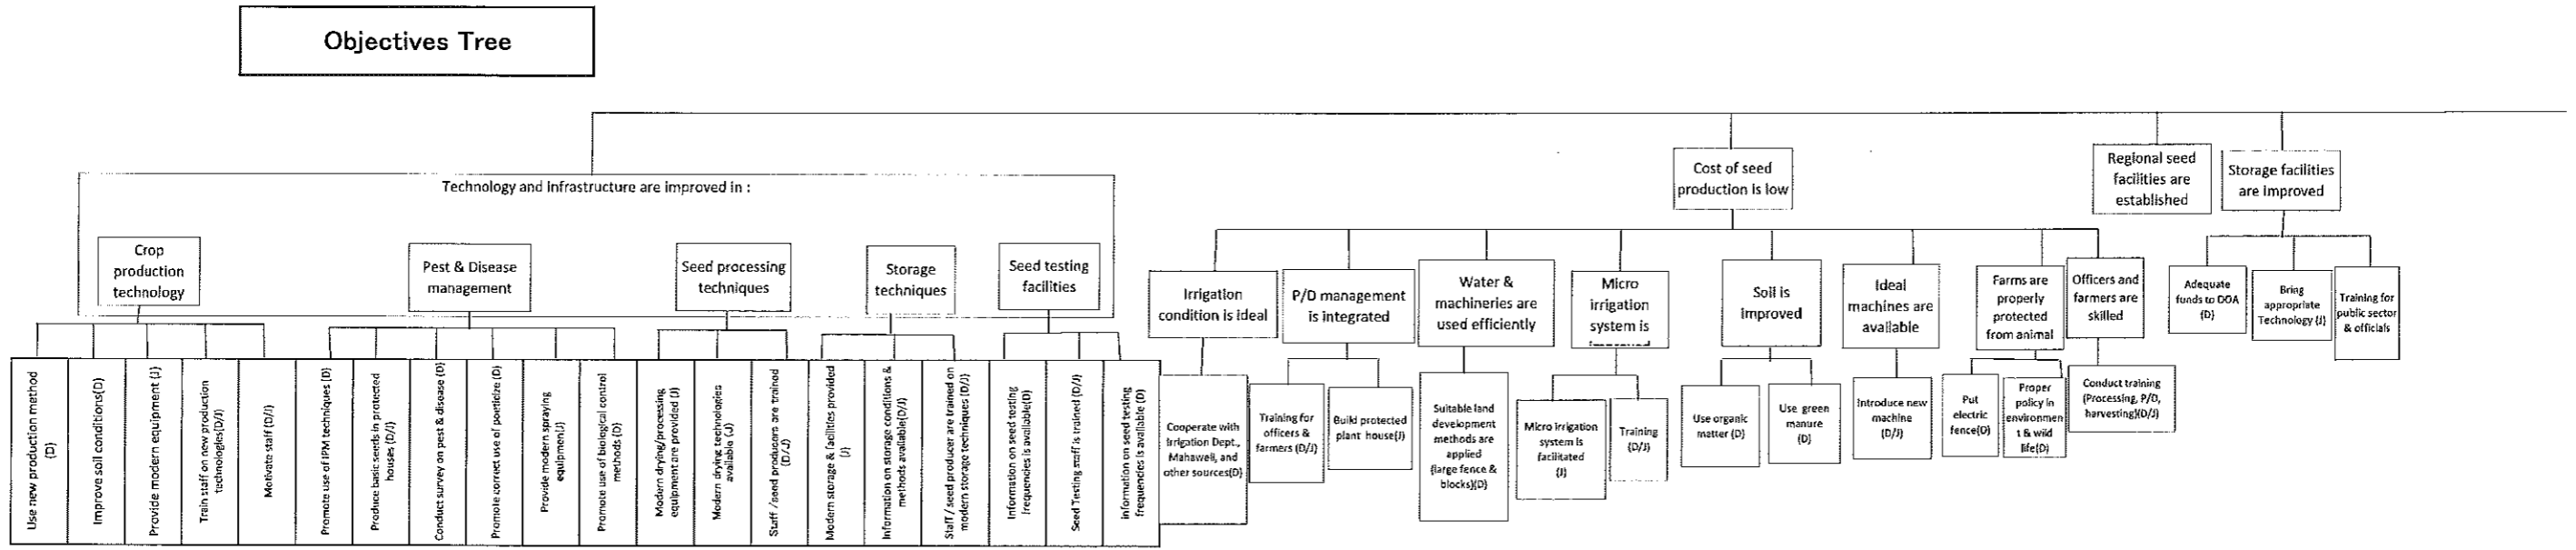 Objectives Tree
Technology and Infrastructure are improved in :
Crop
production
technology
Pest & Disease
management
Seed processing
techniques
Storage
techniques
Seed testing
facilities
Use new production method
(D)
Improve soil conditions(D)
Provide modern equipment (J)
Train staff on new production
technologies(D/J)
Motivate staff (D/J)
Promote use of IPM techniques (D)
Produce basic seeds in protected
houses (D/J)
Conduct survey on pest & disease (D)
Promote correct use of poeticize (D)
Provide modern spraying
equipmen(J)
Promote use of biological control
methods (D)
Modern drying/processing
equipment are provided (J)
Modern drying technologies
available (J)
Staff /seed producers are trained
(D/J)
Modern storage & facilities provided
(J)
Information on storage conditions &
methods available(D/J)
Staff / seed producer are trained on
modern storage techniques (D/J)
Information on seed testing
frequencies is available(D)
Seed Testing staff is trained (D/J)
information on seed testing
frequencies is available (D)
Cost of seed
production is low
Irrigation
condition is ideal
Cooperate with
Irrigation Dept.,
Mahaweli, and
other sources(D)
P/D management
is integrated
Training for
officers &
farmers (D/J)
Build protected
plant house(J)
Water &
machineries are
used efficiently
Suitable land
development
methods are
applied
(large fence &
blocks)(D)
Micro
irrigation
system is
Micro irrigation
system is
facilitated
(J)
Training
(D/J)
Soil is
improved
Use organic
matter (D)
Use green
manure
(D)
Ideal
machines are
available
Introduce new
machine
(D/J)
Farms are
properly
protected
from animal
Put
electric
fence(D)
Proper
policy in
environmen
t & wild
life(D)
Officers and
farmers are
skilled
Conduct training
(Processing, P/D,
harvesting)(D/J)
Regional seed
facilities are
established
Storage facilities
are improved
Adequate
funds to DOA
(D)
Bring
appropriate
Technology (J)
Training for
public sector
& officials